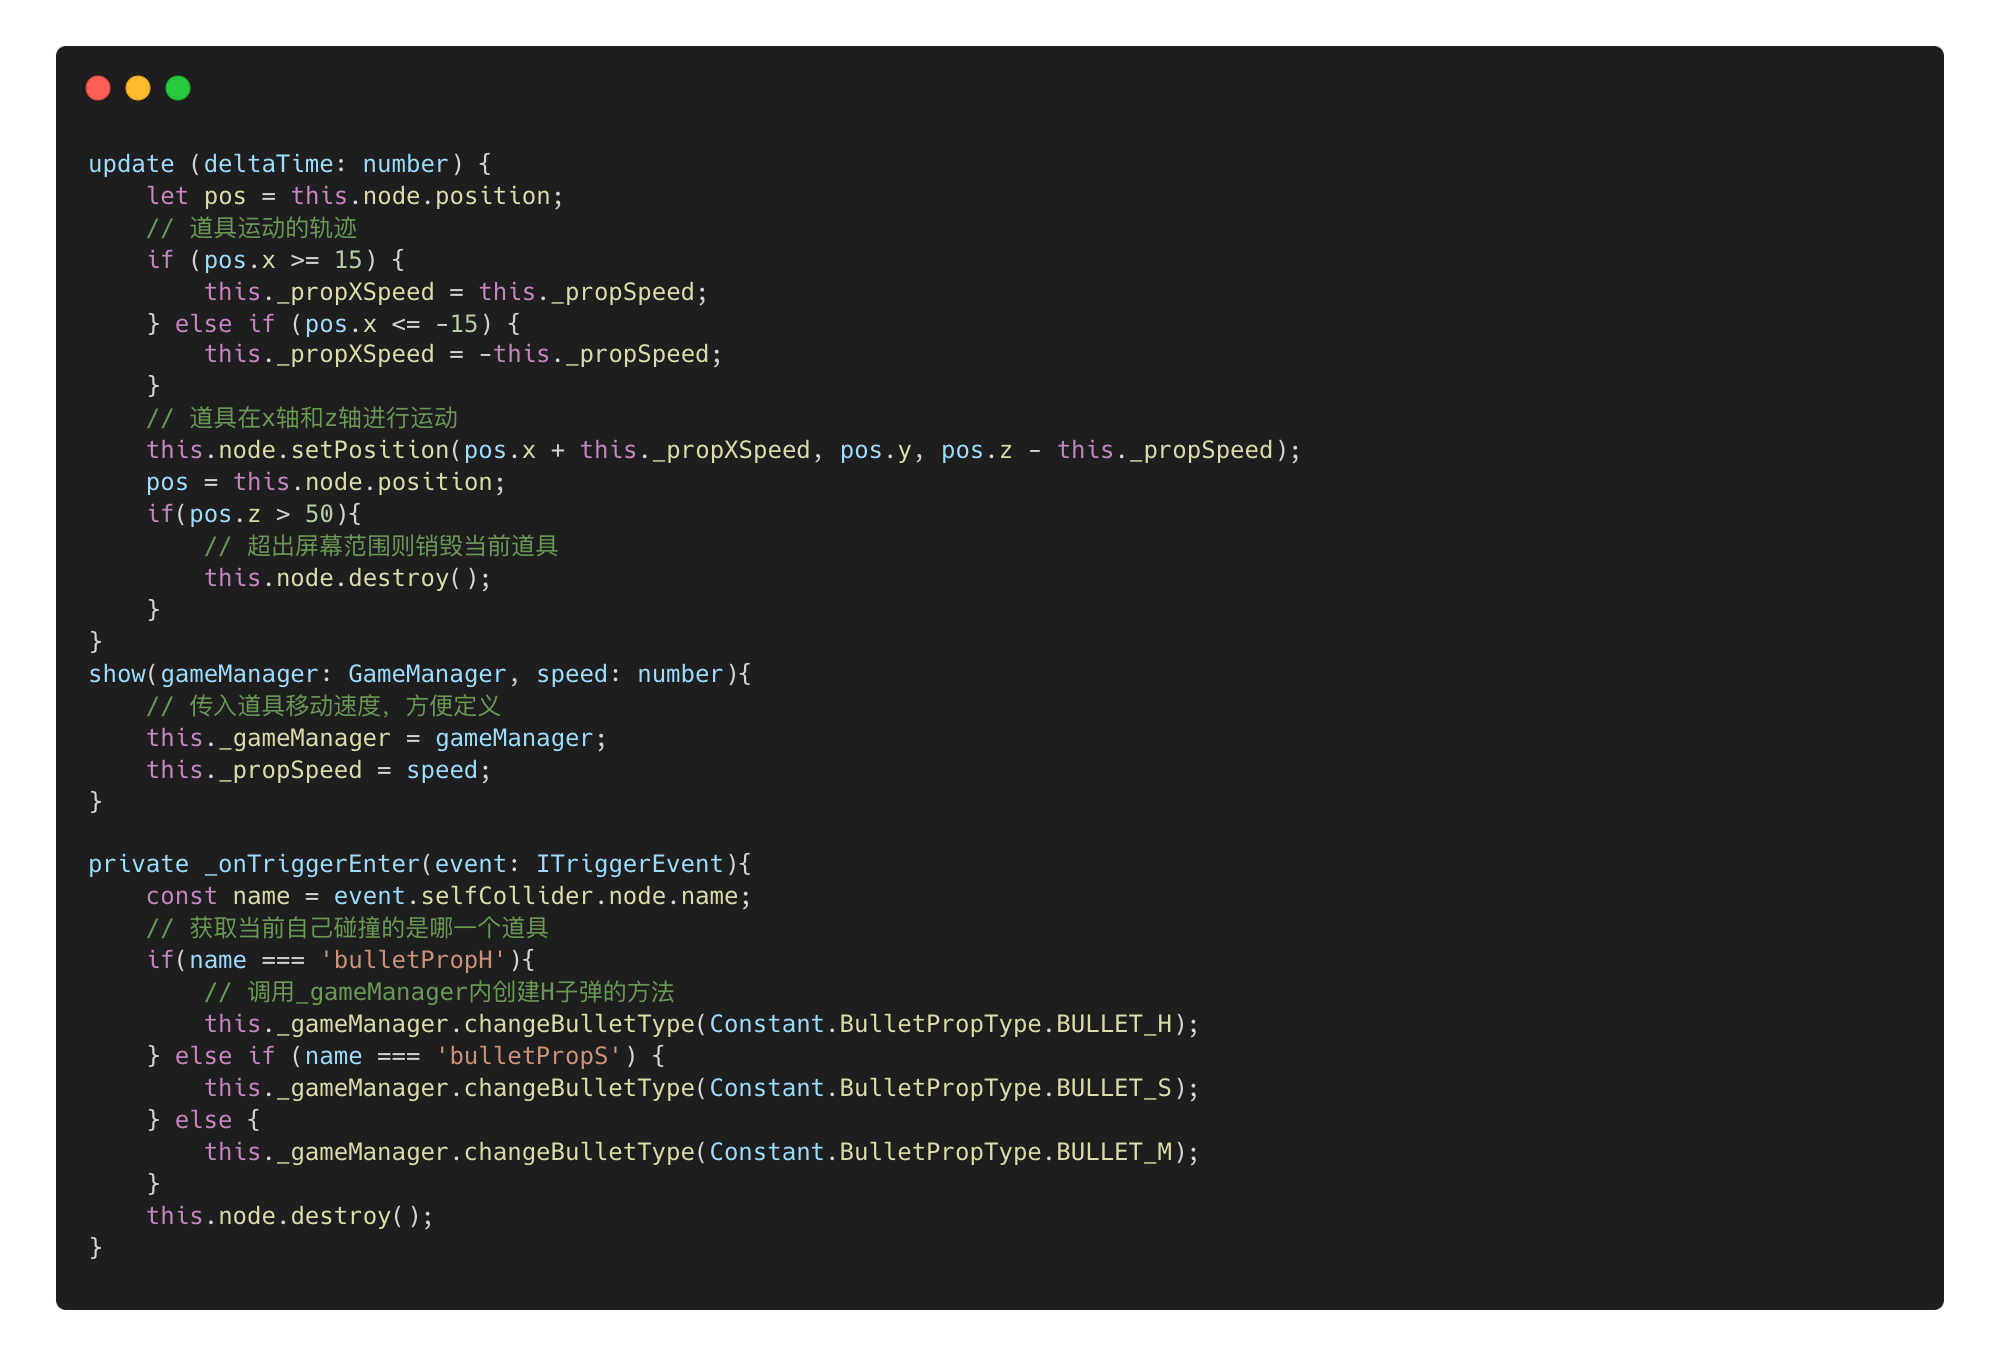 update (deltaTime: number) {
    let pos = this.node.position;
    // 道具运动的轨迹
    if (pos.x >= 15) {
        this._propXSpeed = this._propSpeed;
    } else if (pos.x <= -15) {
        this._propXSpeed = -this._propSpeed;
    }
    // 道具在x轴和z轴进行运动
    this.node.setPosition(pos.x + this._propXSpeed, pos.y, pos.z - this._propSpeed);
    pos = this.node.position;
    if(pos.z > 50){
        // 超出屏幕范围则销毁当前道具
        this.node.destroy();
    }
}
show(gameManager: GameManager, speed: number){
    // 传入道具移动速度，方便定义
    this._gameManager = gameManager;
    this._propSpeed = speed;
}

private _onTriggerEnter(event: ITriggerEvent){
    const name = event.selfCollider.node.name;
    // 获取当前自己碰撞的是哪一个道具
    if(name === 'bulletPropH'){
        // 调用_gameManager内创建H子弹的方法
        this._gameManager.changeBulletType(Constant.BulletPropType.BULLET_H);
    } else if (name === 'bulletPropS') {
        this._gameManager.changeBulletType(Constant.BulletPropType.BULLET_S);
    } else {
        this._gameManager.changeBulletType(Constant.BulletPropType.BULLET_M);
    }
    this.node.destroy();
}